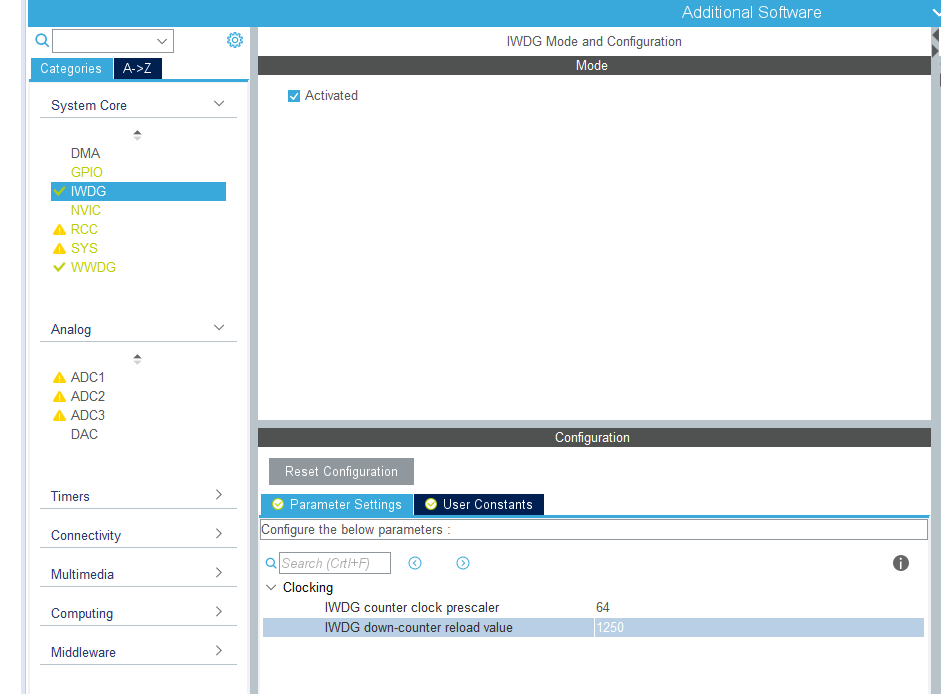 Additional Software
IWDG Mode and Configuration
Categories A->Z
Mode
Activated
System Core
DMA
GPIO
IWDG
NVIC
RCC
SYS
WWDG
Analog
ADC1
ADC2
ADC3
DAC
Timers
Connectivity
Multimedia
Computing
Middleware
Configuration
Reset Configuration
Parameter Settings User Constants
Configure the below parameters :
Search (Crtl+F)
Clocking
IWDG counter clock prescaler 64
IWDG down-counter reload value 1250